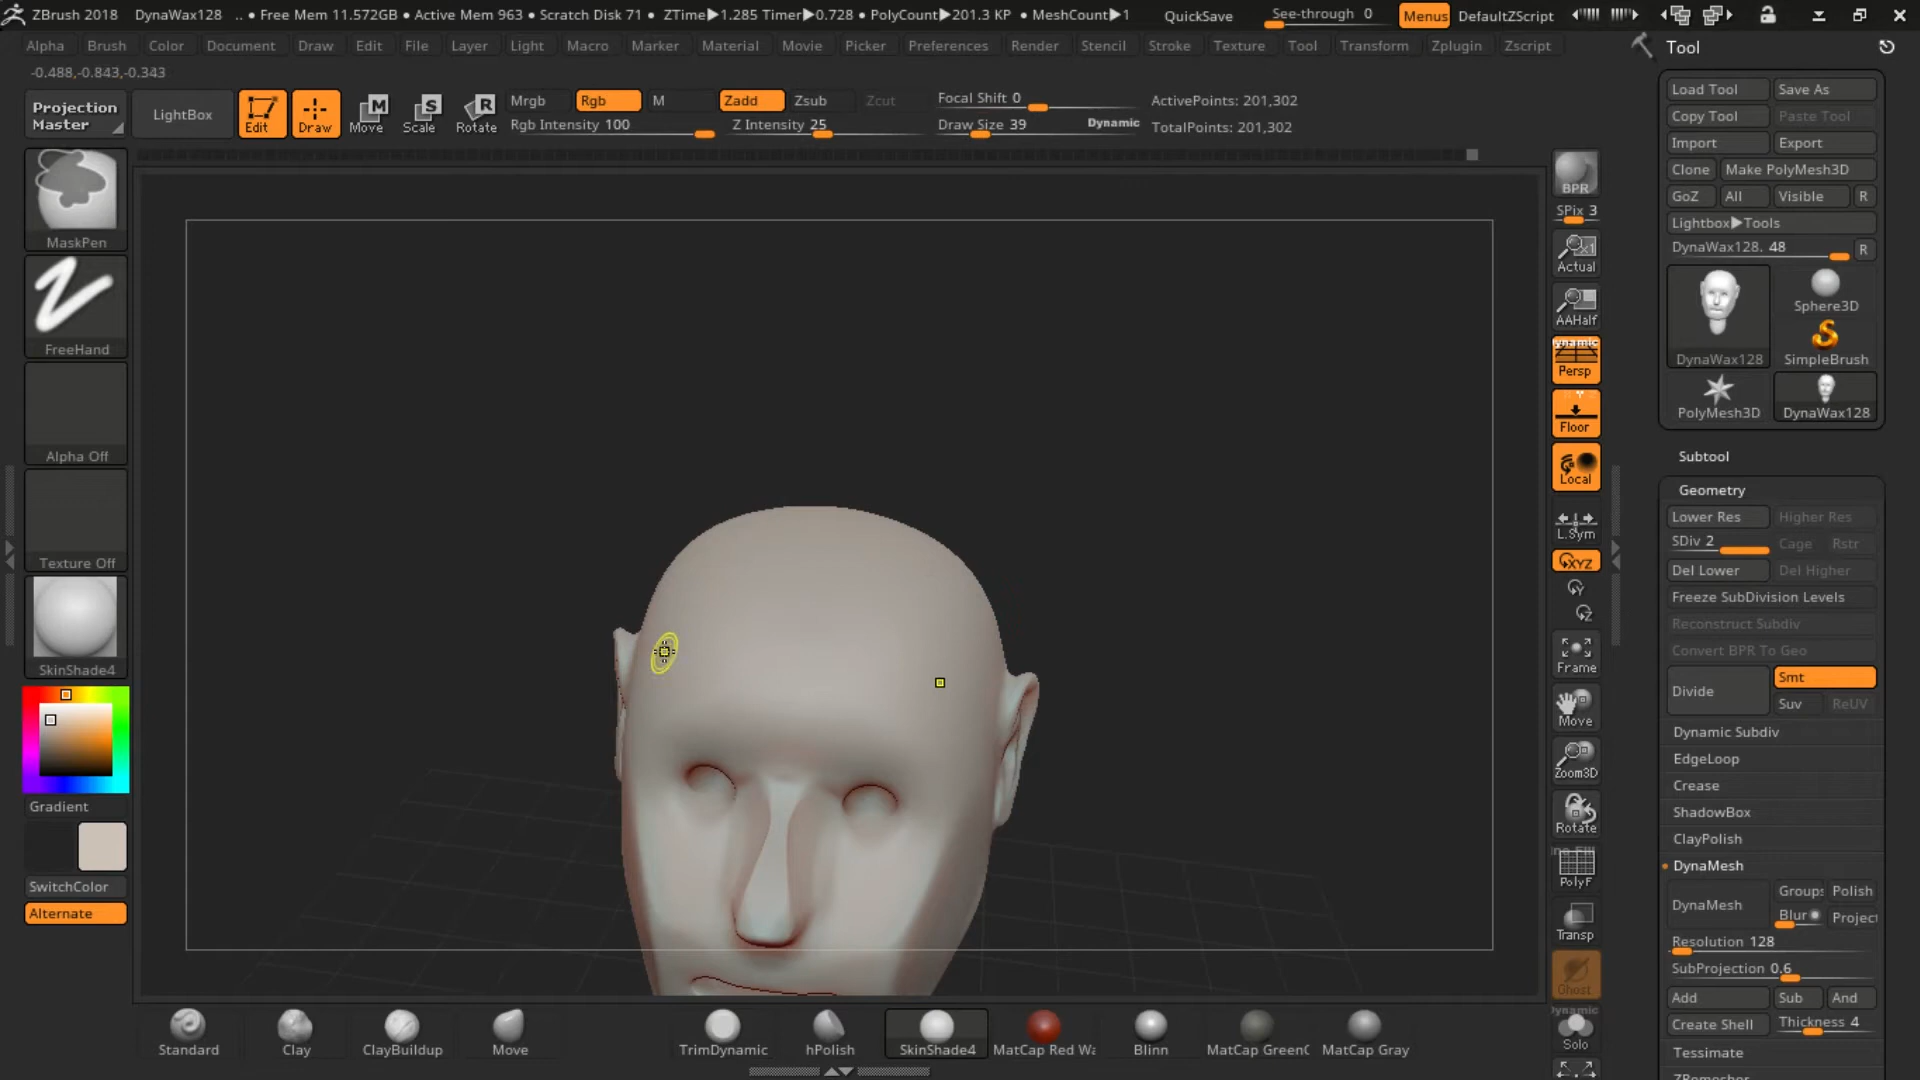 ZBrush 2018 DynaWax128 .. • Free Mem 11.572GB • Active Mem 963 • Scratch Disk 71 • ZTime▶1.285 Timer▶0.728 • PolyCount▶201.3 KP • MeshCount▶1 QuickSave See-through 0 Menus DefaultZScript
Alpha Brush Color Document Draw Edit File Layer Light Macro Marker Material Movie Picker Preferences Render Stencil Stroke Texture Tool Transform Zplugin Zscript
-0.488,-0.843,-0.343
Projection Master
LightBox
Edit
Draw
Move
Scale
Rotate
Mrgb Rgb M
Rgb Intensity 100
Zadd Zsub Zcut
Z Intensity 25
Focal Shift 0
Draw Size 39 Dynamic
ActivePoints: 201,302
TotalPoints: 201,302
MaskPen
FreeHand
Alpha Off
Texture Off
SkinShade4
Gradient
SwitchColor
Alternate
BPR
SPix 3
Actual
AAHalf
Persp
Floor
Local
L.Sym
XYZ
Y
Z
Frame
Move
Zoom3D
Rotate
PolyF
Transp
Ghost
Dynamic
Solo
Tool
Load Tool Save As
Copy Tool Paste Tool
Import Export
Clone Make PolyMesh3D
GoZ All Visible R
Lightbox▶Tools
DynaWax128. 48 R
DynaWax128
Sphere3D
SimpleBrush
PolyMesh3D
DynaWax128
Subtool
Geometry
Lower Res Higher Res
SDiv 2 Cage Rstr
Del Lower Del Higher
Freeze SubDivision Levels
Reconstruct Subdiv
Convert BPR To Geo
Divide Smt
Suv ReUV
Dynamic Subdiv
EdgeLoop
Crease
ShadowBox
ClayPolish
DynaMesh
DynaMesh Groups Polish
Blur Project
Resolution 128
SubProjection 0.6
Add Sub And
Create Shell Thickness 4
Tessimate
Standard Clay ClayBuildup Move TrimDynamic hPolish SkinShade4 MatCap Red Wa Blinn MatCap GreenC MatCap Gray